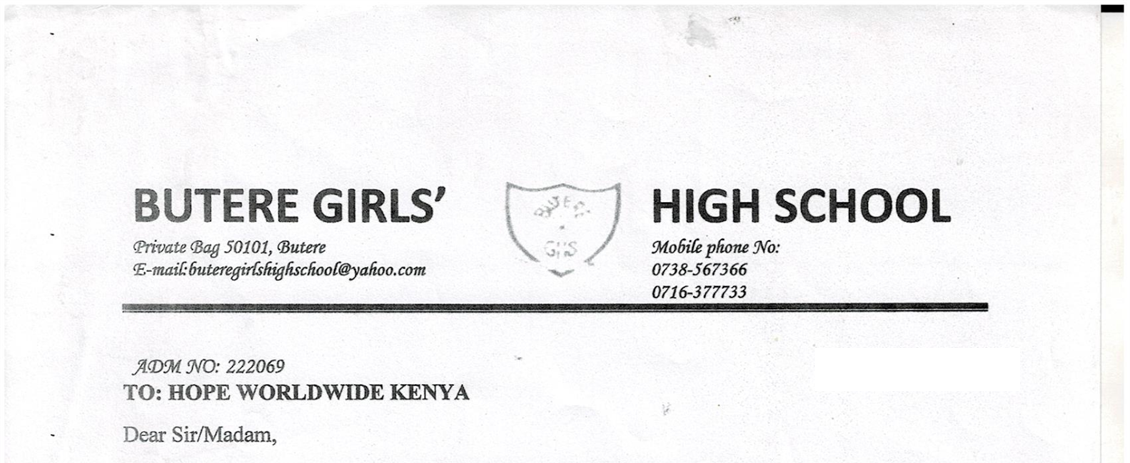 BUTERE GIRLS' HIGH SCHOOL
Private Bag 50101, Butere
E-mail:buteregirlshighschool@yahoo.com
BUTERE
GHS
Mobile phone No:
0738-567366
0716-377733
ADM NO: 222069
TO: HOPE WORLDWIDE KENYA
Dear Sir/Madam,